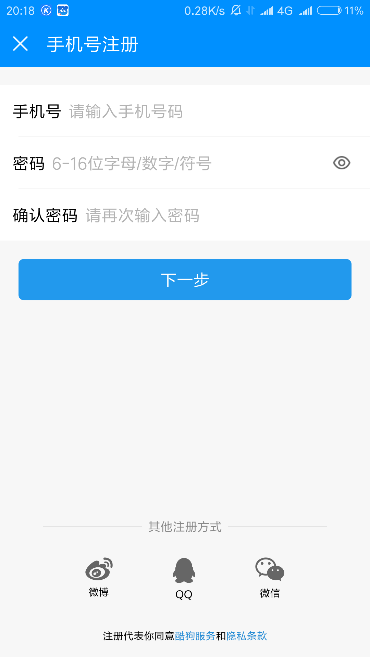 20:18 0.28K/s 4G 11%
手机号注册
手机号 请输入手机号码
密码 6-16位字母/数字/符号
确认密码 请再次输入密码
下一步
其他注册方式
微博 QQ 微信
注册代表你同意酷狗服务和隐私条款